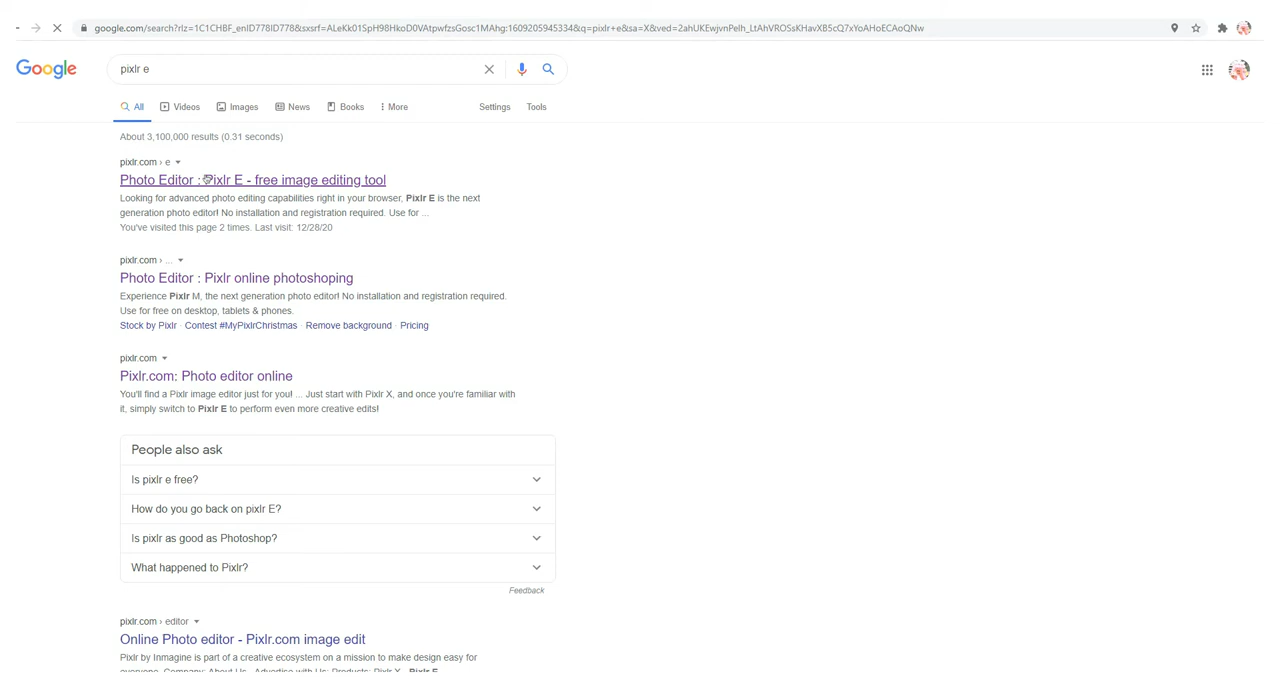 google.com/search?rlz=1C1CHBF_enID778ID778&sxsrf=ALeKk01SpH98HkoD0VAtpwfzsGosc1MAhg:1609205945334&q=pixlr+e&sa=X&ved=2ahUKEwjvnPelh_LtAhVROSsKHavXB5cQ7xYoAHoECAoQNw
Google
pixlr e
All Videos Images News Books More Settings Tools
About 3,100,000 results (0.31 seconds)
pixlr.com › e
Photo Editor : Pixlr E - free image editing tool
Looking for advanced photo editing capabilities right in your browser, Pixlr E is the next
generation photo editor! No installation and registration required. Use for ...
You've visited this page 2 times. Last visit: 12/28/20
pixlr.com › ...
Photo Editor : Pixlr online photoshoping
Experience Pixlr M, the next generation photo editor! No installation and registration required.
Use for free on desktop, tablets & phones.
Stock by Pixlr · Contest #MyPixlrChristmas · Remove background · Pricing
pixlr.com
Pixlr.com: Photo editor online
You'll find a Pixlr image editor just for you! ... Just start with Pixlr X, and once you're familiar with
it, simply switch to Pixlr E to perform even more creative edits!
People also ask
Is pixlr e free?
How do you go back on pixlr E?
Is pixlr as good as Photoshop?
What happened to Pixlr?
Feedback
pixlr.com › editor
Online Photo editor - Pixlr.com image edit
Pixlr by Inmagine is part of a creative ecosystem on a mission to make design easy for
everyone. Company: About Us · Advertise with Us; Products: Pixlr X · Pixlr E